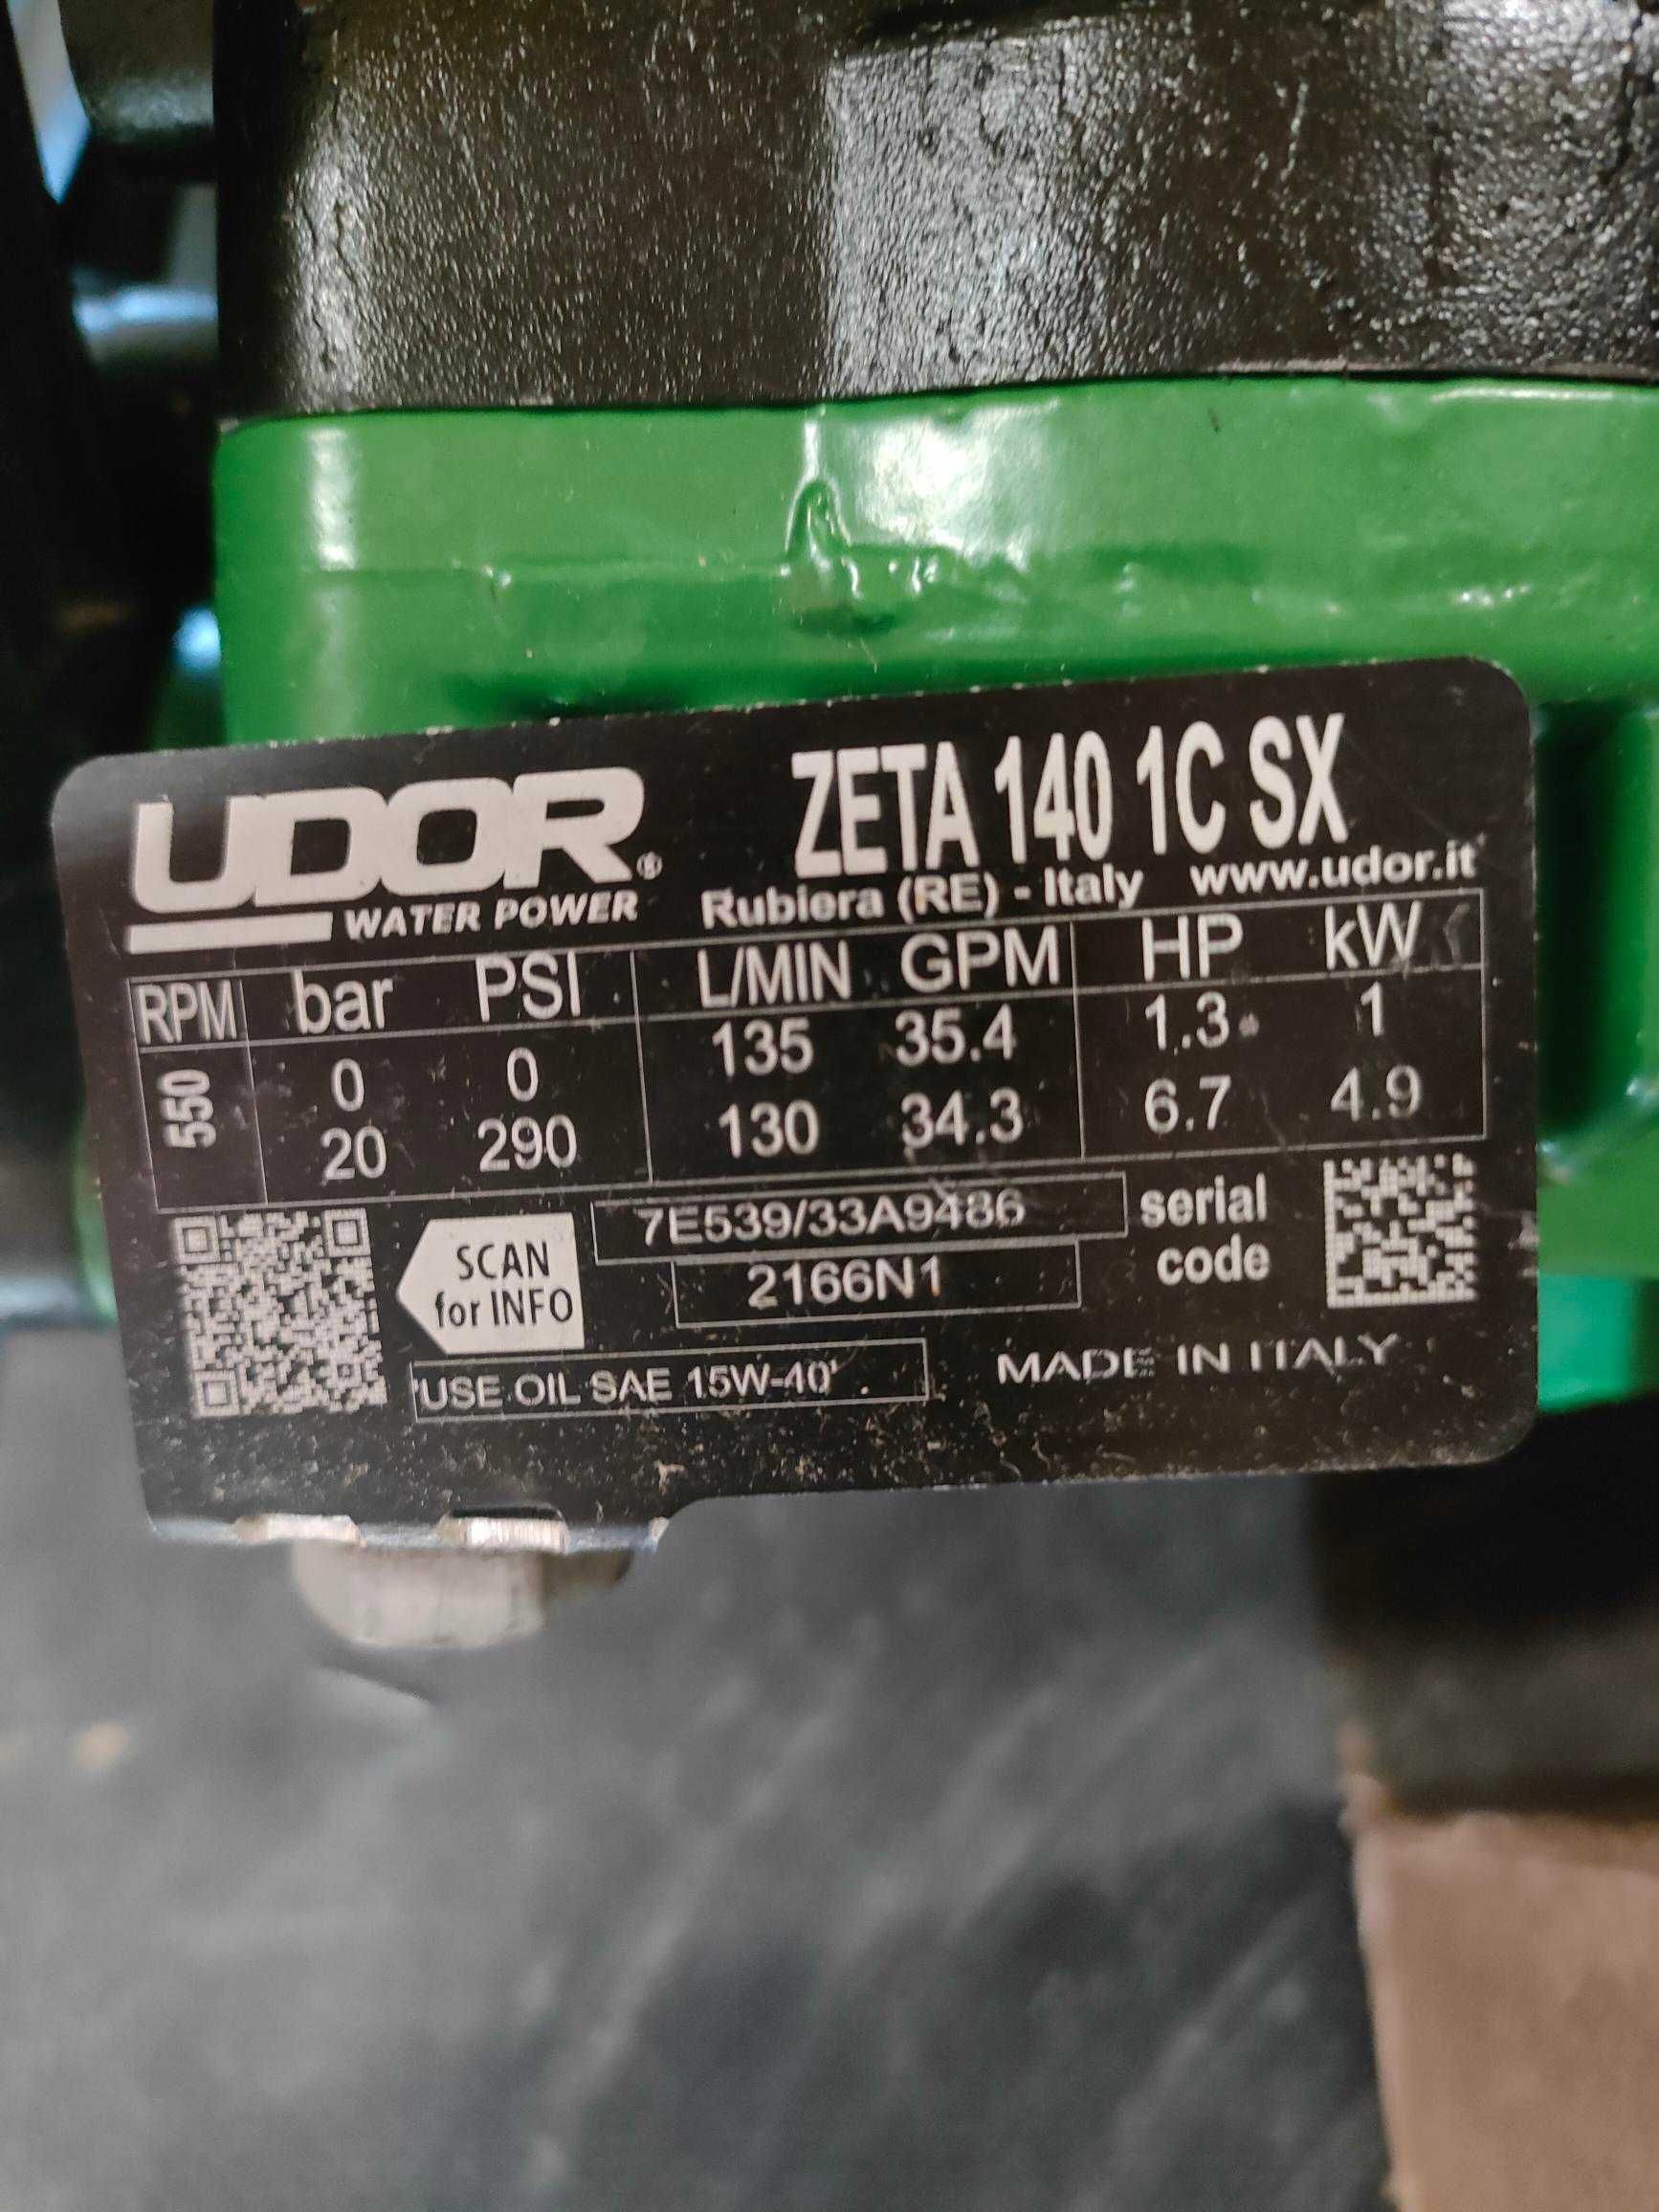 UDOR®
WATER POWER
ZETA 140 1C SX
Rubiera (RE) - Italy www.udor.it
RPM bar PSI L/MIN GPM HP kW
550
0 0 135 35.4 1.3 1
20 290 130 34.3 6.7 4.9
SCAN
for INFO
7E539/33A9486
2166N1
serial
code
USE OIL SAE 15W-40
MADE IN ITALY